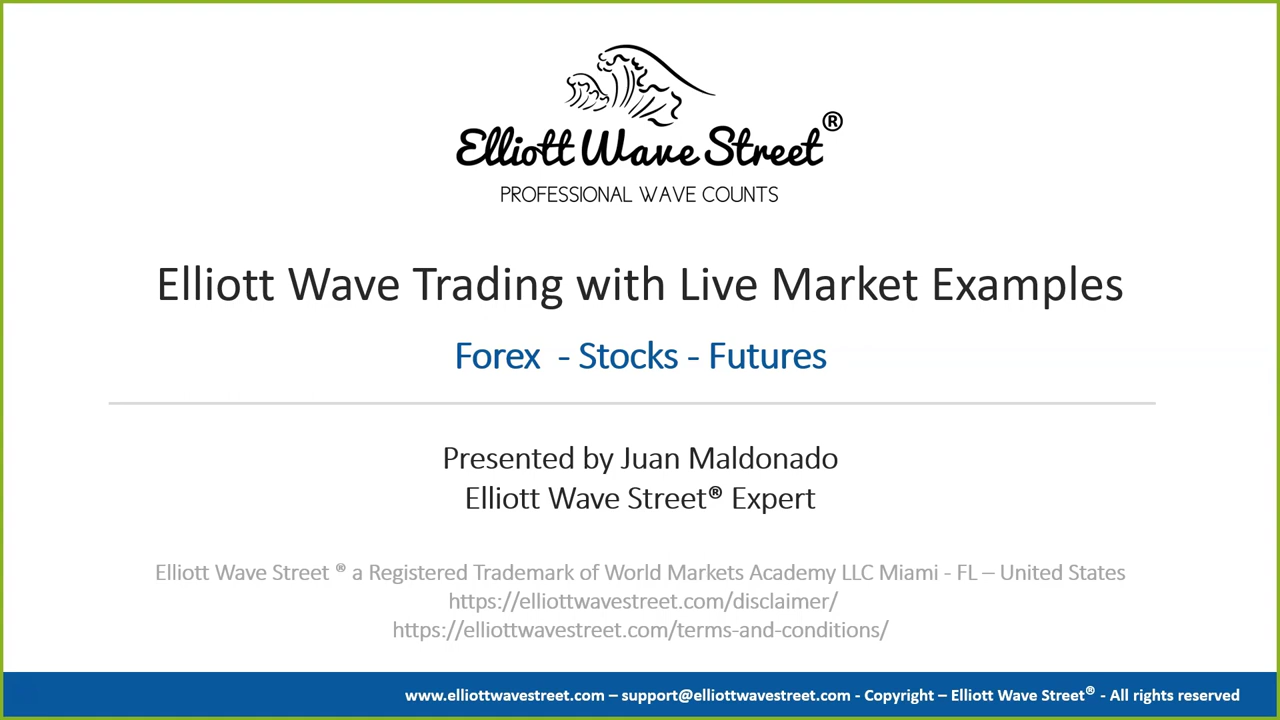 Elliott Wave Street®
PROFESSIONAL WAVE COUNTS
Elliott Wave Trading with Live Market Examples
Forex - Stocks - Futures
Presented by Juan Maldonado
Elliott Wave Street® Expert
Elliott Wave Street ® a Registered Trademark of World Markets Academy LLC Miami - FL – United States
https://elliottwavestreet.com/disclaimer/
https://elliottwavestreet.com/terms-and-conditions/
www.elliottwavestreet.com – support@elliottwavestreet.com - Copyright – Elliott Wave Street® - All rights reserved